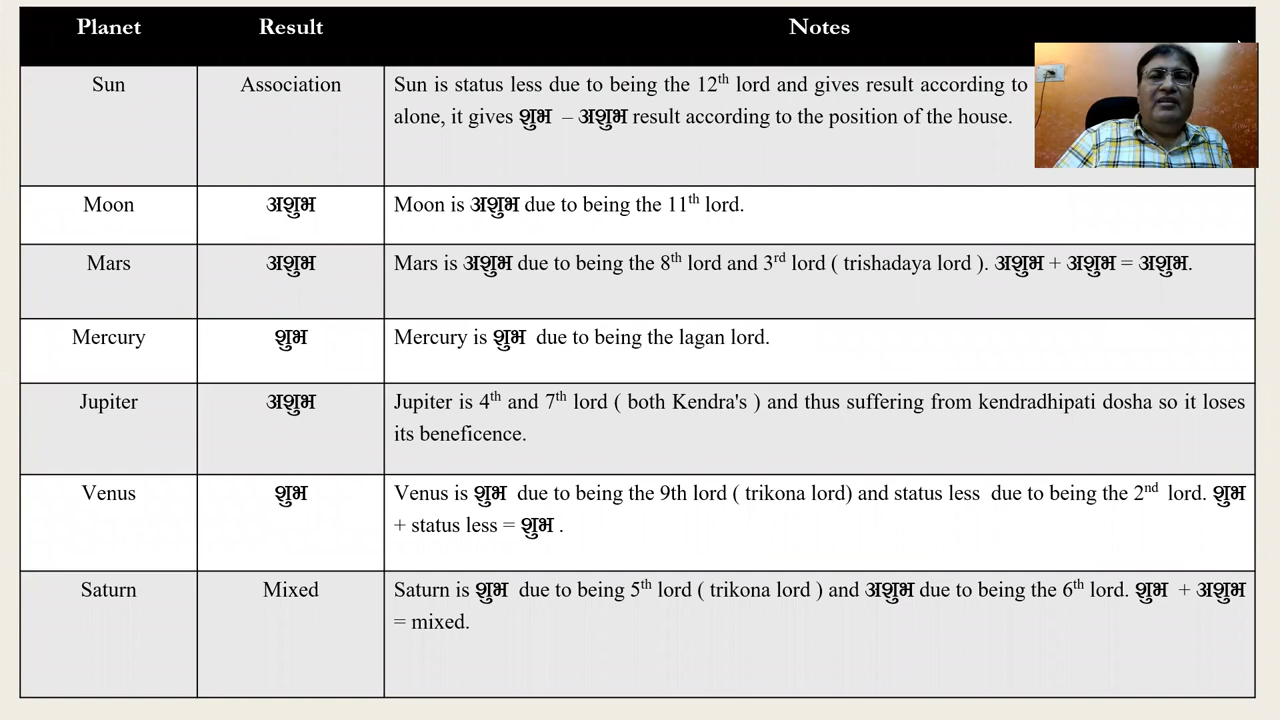 Planet Result Notes
Sun Association Sun is status less due to being the 12th lord and gives result according to
alone, it gives शुभ – अशुभ result according to the position of the house.
Moon अशुभ Moon is अशुभ due to being the 11th lord.
Mars अशुभ Mars is अशुभ due to being the 8th lord and 3rd lord ( trishadaya lord ). अशुभ + अशुभ = अशुभ.
Mercury शुभ Mercury is शुभ due to being the lagan lord.
Jupiter अशुभ Jupiter is 4th and 7th lord ( both Kendra's ) and thus suffering from kendradhipati dosha so it loses
its beneficence.
Venus शुभ Venus is शुभ due to being the 9th lord ( trikona lord) and status less due to being the 2nd lord. शुभ
+ status less = शुभ .
Saturn Mixed Saturn is शुभ due to being 5th lord ( trikona lord ) and अशुभ due to being the 6th lord. शुभ + अशुभ
= mixed.